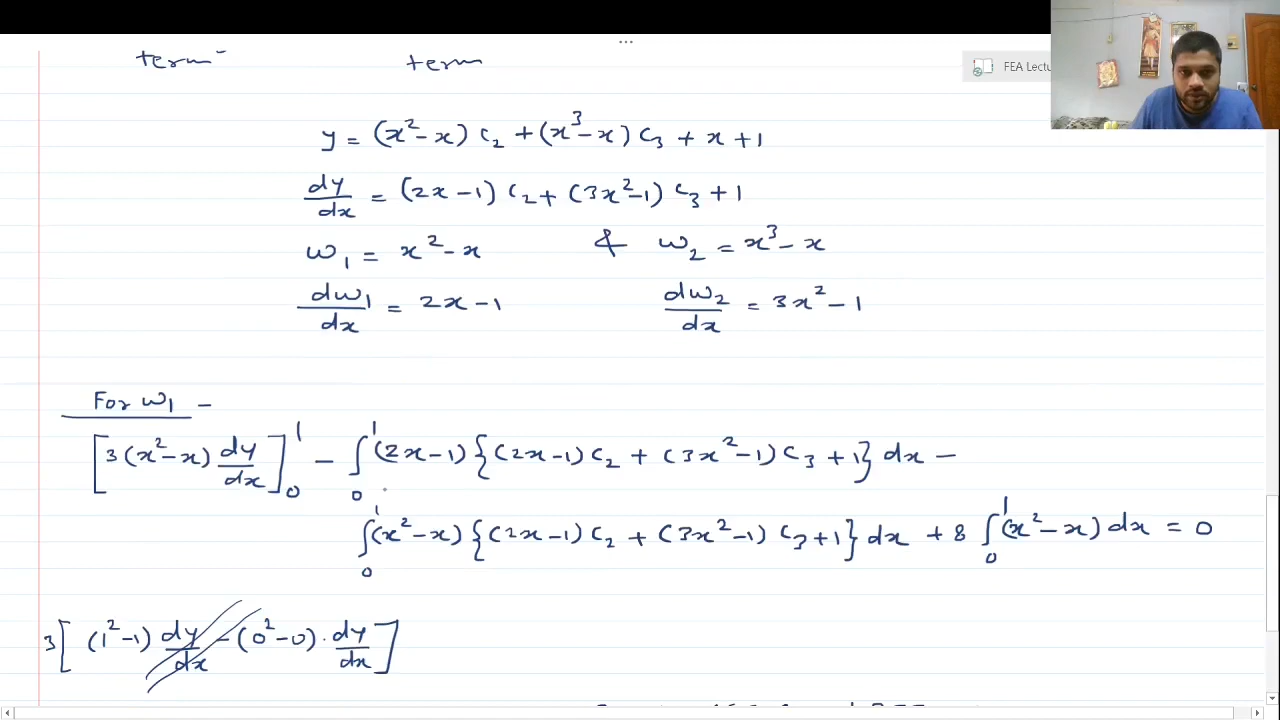 term    term
FEA Lectu
y = (x² - x) c₂ + (x³ - x) c₃ + x + 1
dy/dx = (2x - 1) c₂ + (3x² - 1) c₃ + 1
w₁ = x² - x    & w₂ = x³ - x
dw₁/dx = 2x - 1    dw₂/dx = 3x² - 1
For w₁ -
[3(x² - x) dy/dx]₀¹ - ∫₀¹ (2x - 1) {(2x - 1) c₂ + (3x² - 1) c₃ + 1} dx -
∫₀¹ (x² - x) {(2x - 1) c₂ + (3x² - 1) c₃ + 1} dx + 8 ∫₀¹ (x² - x) dx = 0
3[(1² - 1) dy/dx - (0² - 0) · dy/dx]